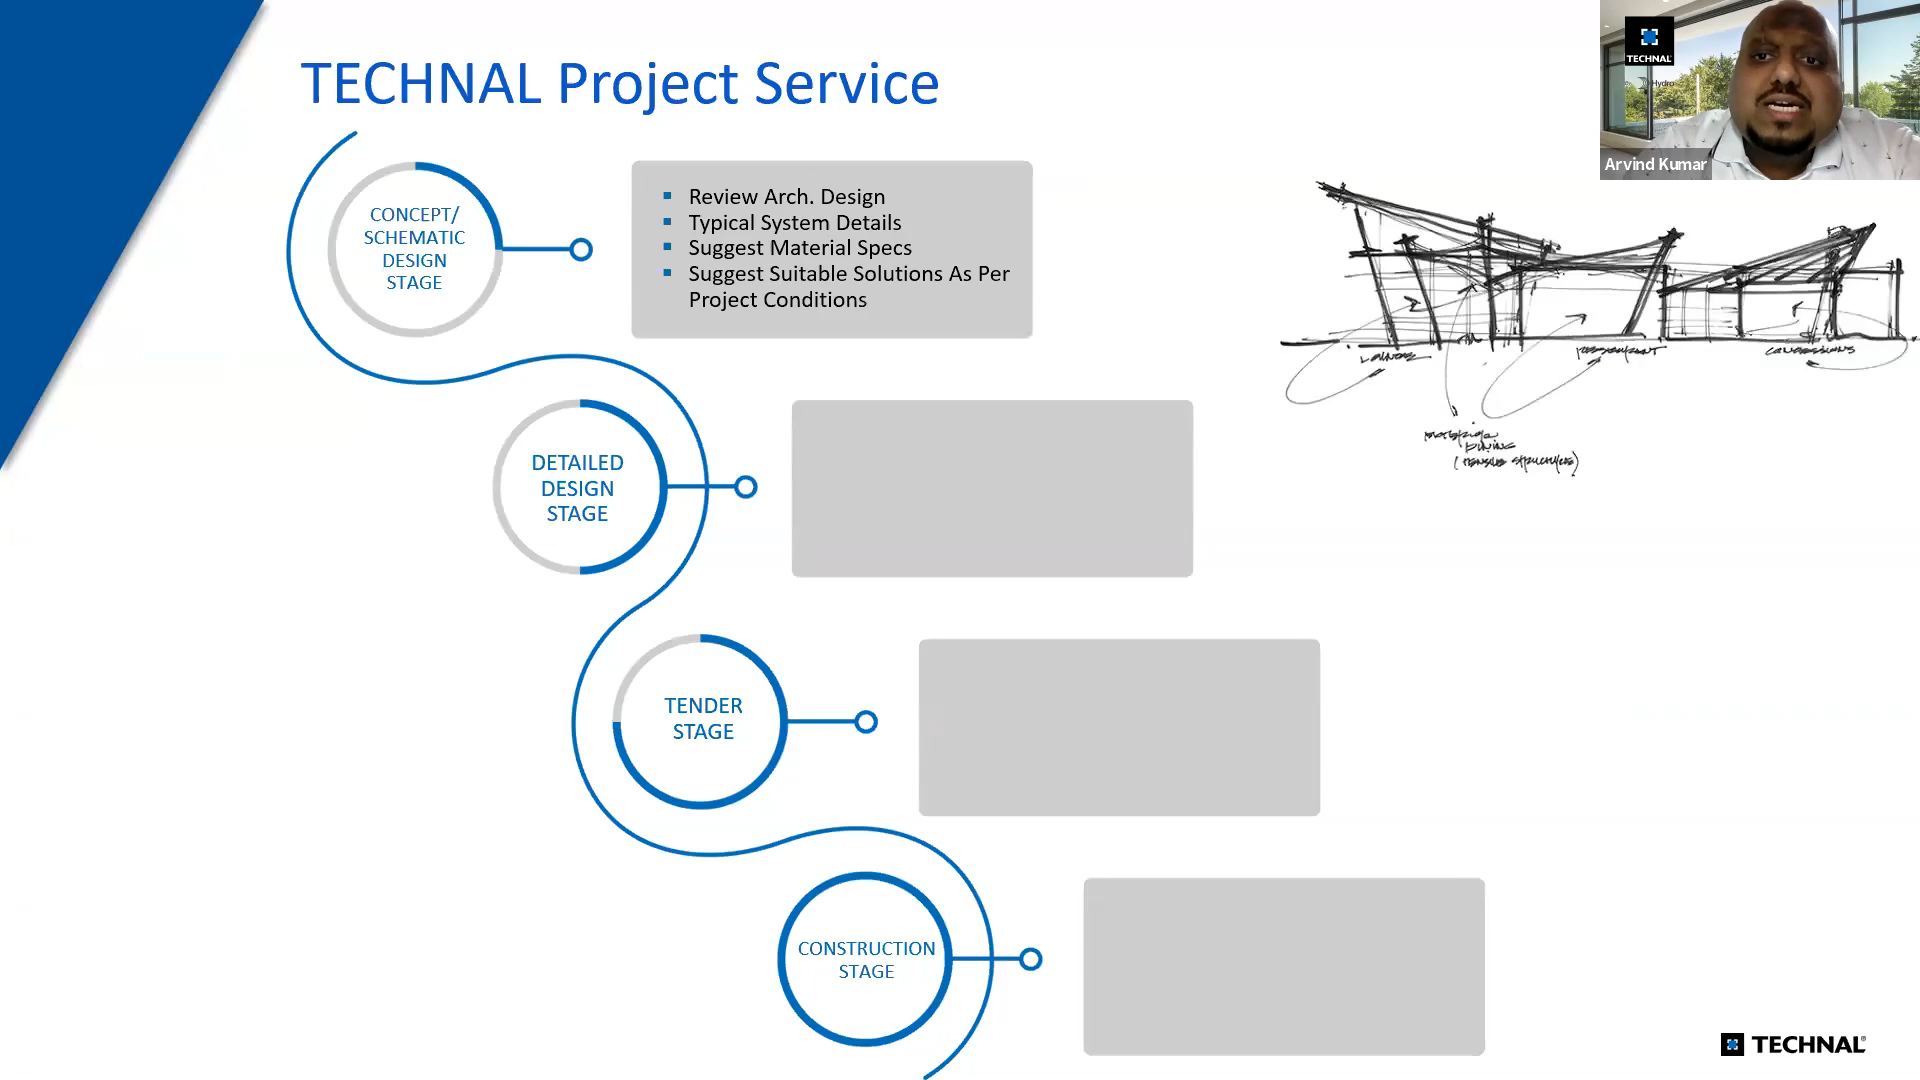 TECHNAL Project Service
TECHNAL
Hydro
Arvind Kumar
CONCEPT/
SCHEMATIC
DESIGN
STAGE
▪ Review Arch. Design
▪ Typical System Details
▪ Suggest Material Specs
▪ Suggest Suitable Solutions As Per
Project Conditions
DETAILED
DESIGN
STAGE
TENDER
STAGE
CONSTRUCTION
STAGE
TECHNAL®